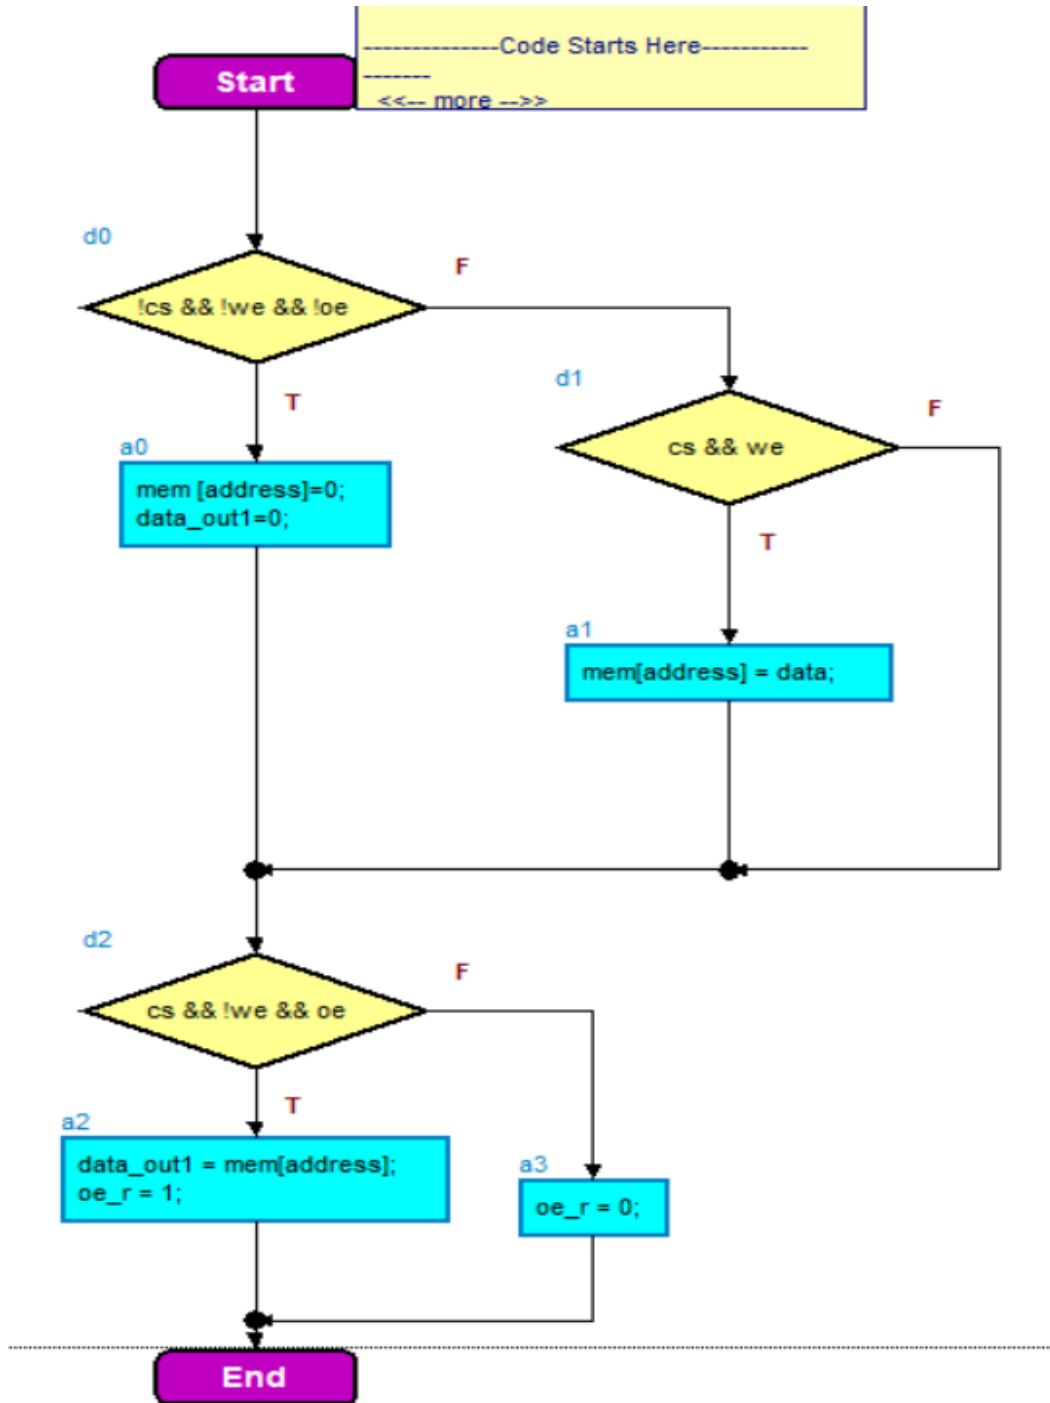 --------------Code Starts Here-----------
-------
<<-- more -->>
Start
d0
F
!cs && !we && !oe
T
d1
F
cs && we
T
a0
mem [address]=0;
data_out1=0;
a1
mem[address] = data;
d2
F
cs && !we && oe
T
a2
data_out1 = mem[address];
oe_r = 1;
a3
oe_r = 0;
End